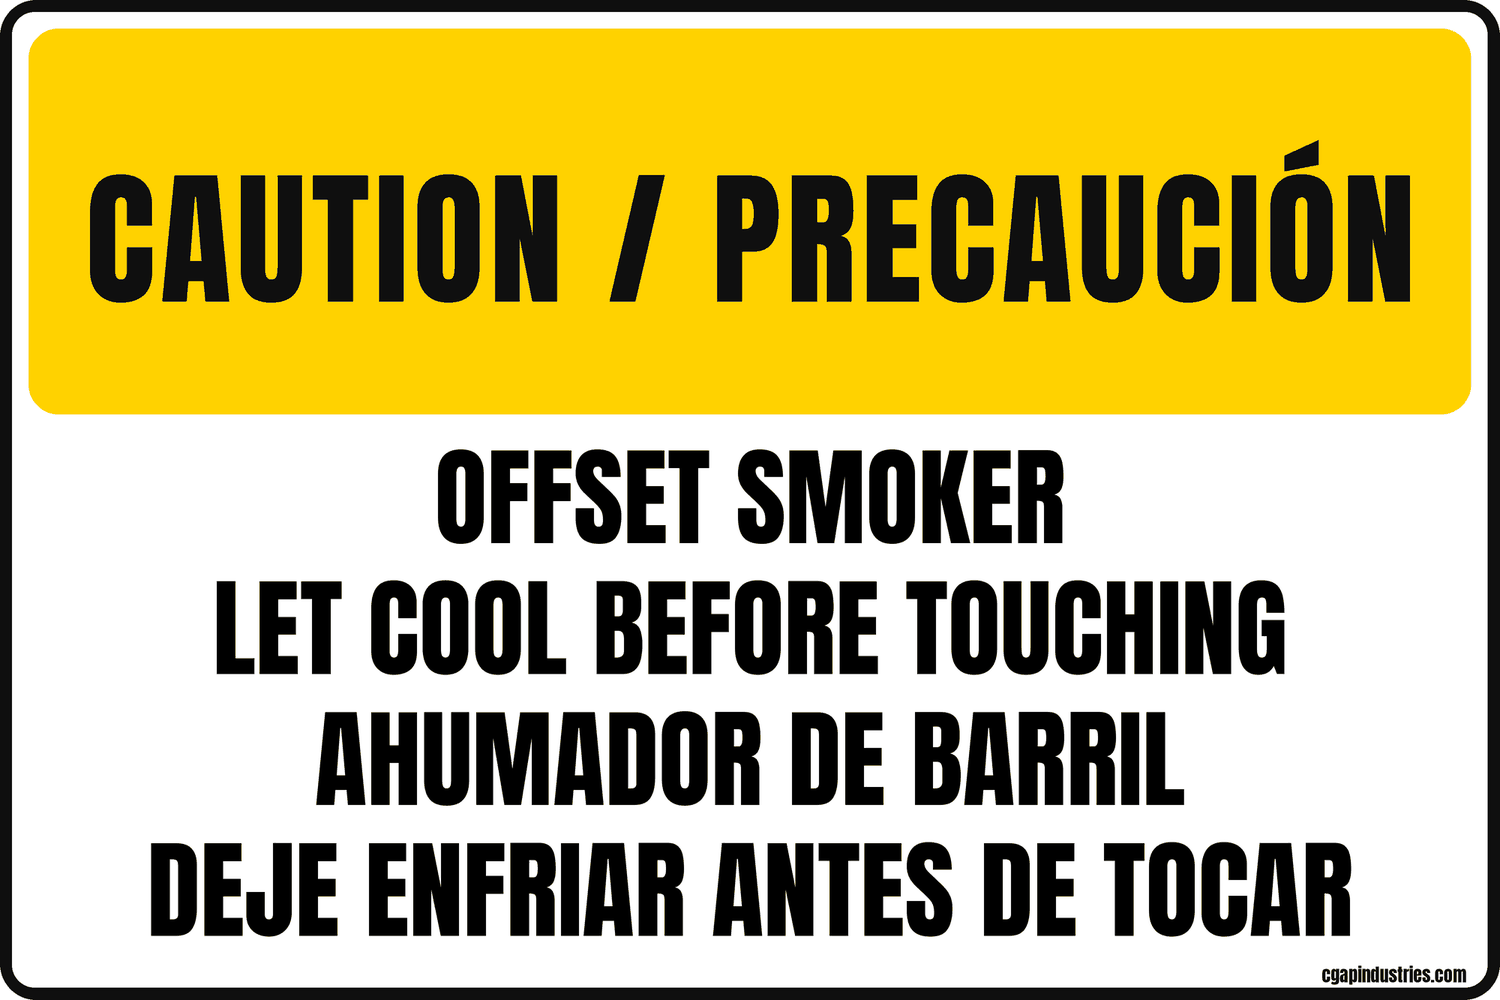 CAUTION / PRECAUCIÓN
OFFSET SMOKER
LET COOL BEFORE TOUCHING
AHUMADOR DE BARRIL
DEJE ENFRIAR ANTES DE TOCAR
cgapindustries.com